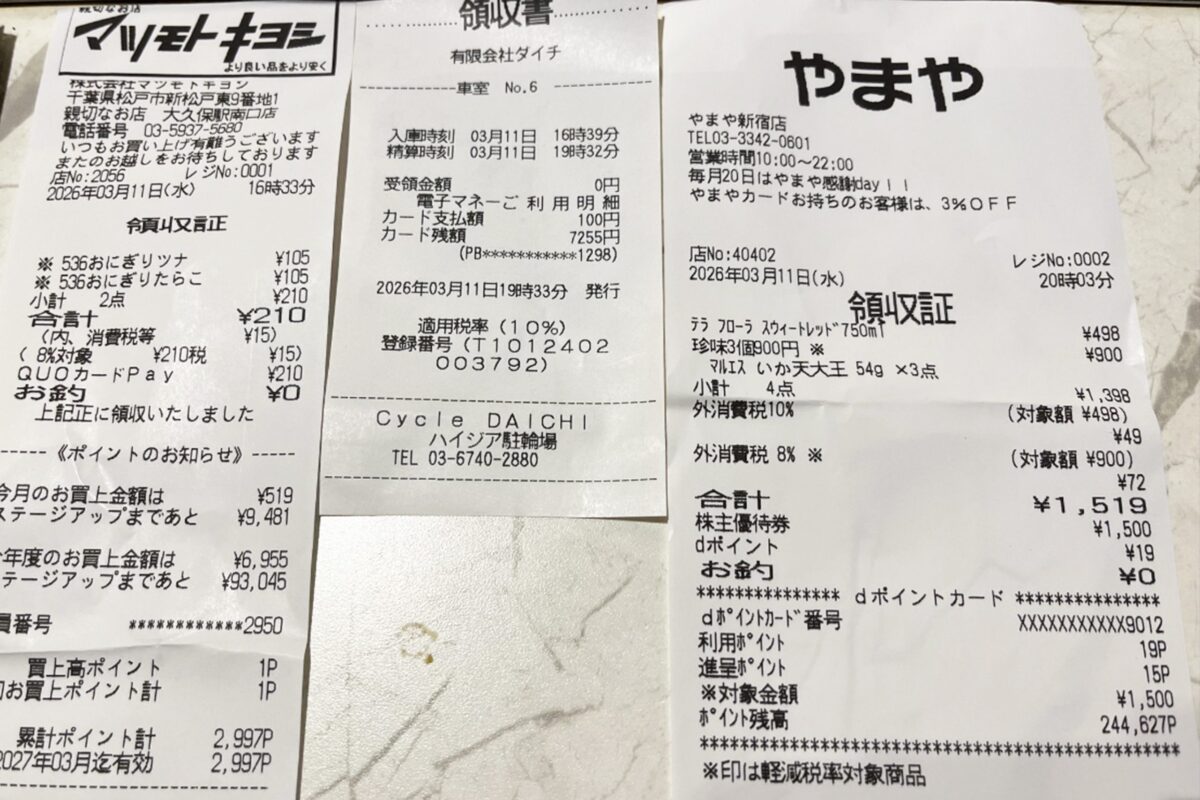 親切なお店
マツモトキヨシ
より良い品をより安く
株式会社マツモトキヨシ
千葉県松戸市新松戸東9番地1
親切なお店 大久保駅南口店
電話番号 03-5937-5680
いつもお買い上げ有難うございます
またのお越しをお待ちしております
店No:2056 レジNo:0001
2026年03月11日(水) 16時33分
領収証
※ 536おにぎりツナ ¥105
※ 536おにぎりたらこ ¥105
小計 2点 ¥210
合計 ¥210
(内、消費税等 ¥15)
( 8%対象 ¥210税 ¥15)
QUOカードPay ¥210
お釣 ¥0
上記正に領収いたしました
------《ポイントのお知らせ》-----
今月のお買上金額は ¥519
ステージアップまであと ¥9,481
年度のお買上金額は ¥6,955
テージアップまであと ¥93,045
員番号 ************2950
買上高ポイント 1P
お買上ポイント計 1P
累計ポイント計 2,997P
2027年03月迄有効 2,997P
領収書
有限会社ダイチ
車室 No.6
入庫時刻 03月11日 16時39分
精算時刻 03月11日 19時32分
受領金額 0円
電子マネーご利用明細
カード支払額 100円
カード残額 7255円
(PB***********1298)
2026年03月11日19時33分 発行
適用税率(10%)
登録番号(T1012402
003792)
Cycle DAICHI
ハイジア駐輪場
TEL 03-6740-2880
やまや
やまや新宿店
TEL03-3342-0601
営業時間10:00〜22:00
毎月20日はやまや感謝day!!
やまやカードお持ちのお客様は、3%OFF
店No:40402 レジNo:0002
2026年03月11日(水) 20時03分
領収証
テラ フローラ スウィートレッド750ml ¥498
珍味3個900円 ※ ¥900
マルエス いか天大王 54g ×3点
小計 4点 ¥1,398
外消費税10% (対象額 ¥498)
¥49
外消費税 8% ※ (対象額 ¥900)
¥72
合計 ¥1,519
株主優待券 ¥1,500
dポイント ¥19
お釣 ¥0
*************** dポイントカード ***************
dポイントカード番号 XXXXXXXXXXX9012
利用ポイント 19P
進呈ポイント 15P
※対象金額 ¥1,500
ポイント残高 244,627P
**************************************************
※印は軽減税率対象商品